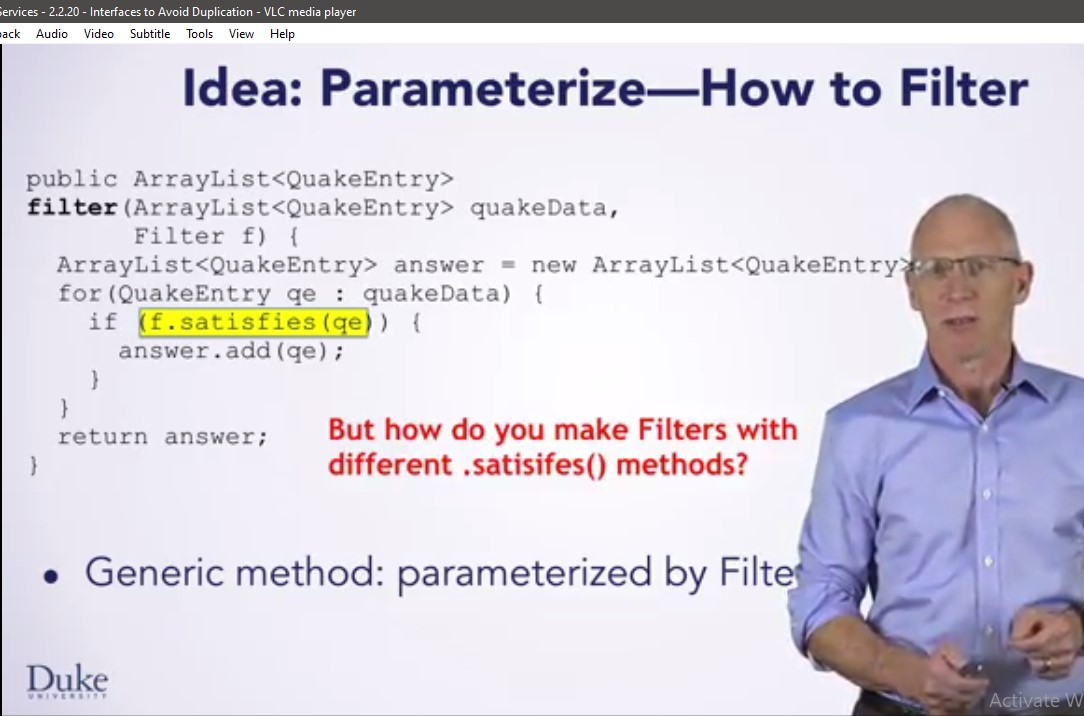 Services - 2.2.20 - Interfaces to Avoid Duplication - VLC media player
Audio Video Subtitle Tools View Help
Idea: Parameterize—How to Filter
public ArrayList<QuakeEntry>
filter(ArrayList<QuakeEntry> quakeData,
Filter f) {
ArrayList<QuakeEntry> answer = new ArrayList<QuakeEntry>
for(QuakeEntry qe : quakeData) {
if (f.satisfies(qe)) {
answer.add(qe);
}
}
return answer;
}
But how do you make Filters with
different .satisifes() methods?
• Generic method: parameterized by Filte
Duke
UNIVERSITY
Activate W